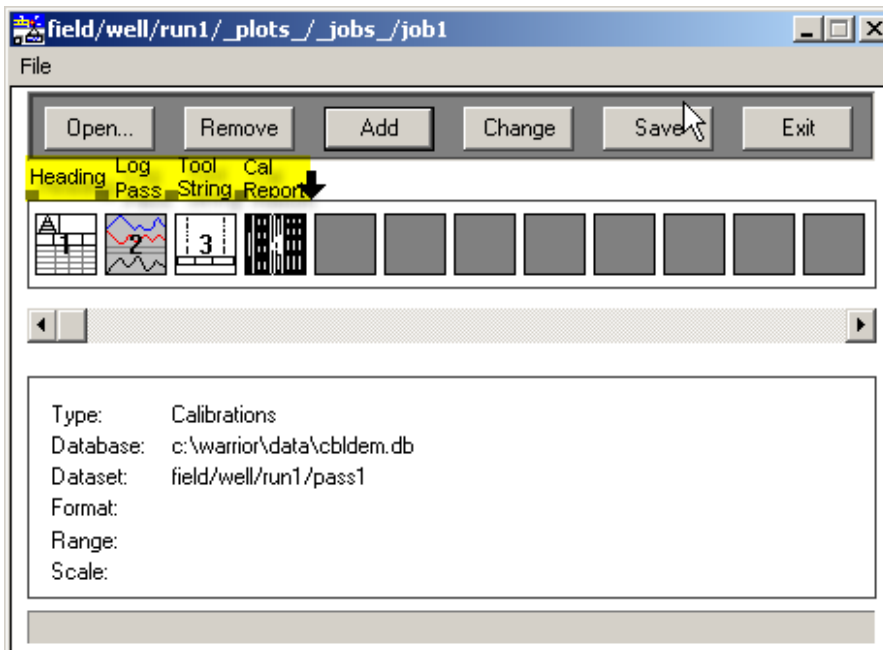 field/well/run1/_plots_/_jobs_/job1
File
Open... Remove Add Change Save Exit
Heading Log Pass Tool String Cal Report
1 2 3
Type: Calibrations
Database: c:\warrior\data\cbldem.db
Dataset: field/well/run1/pass1
Format:
Range:
Scale: